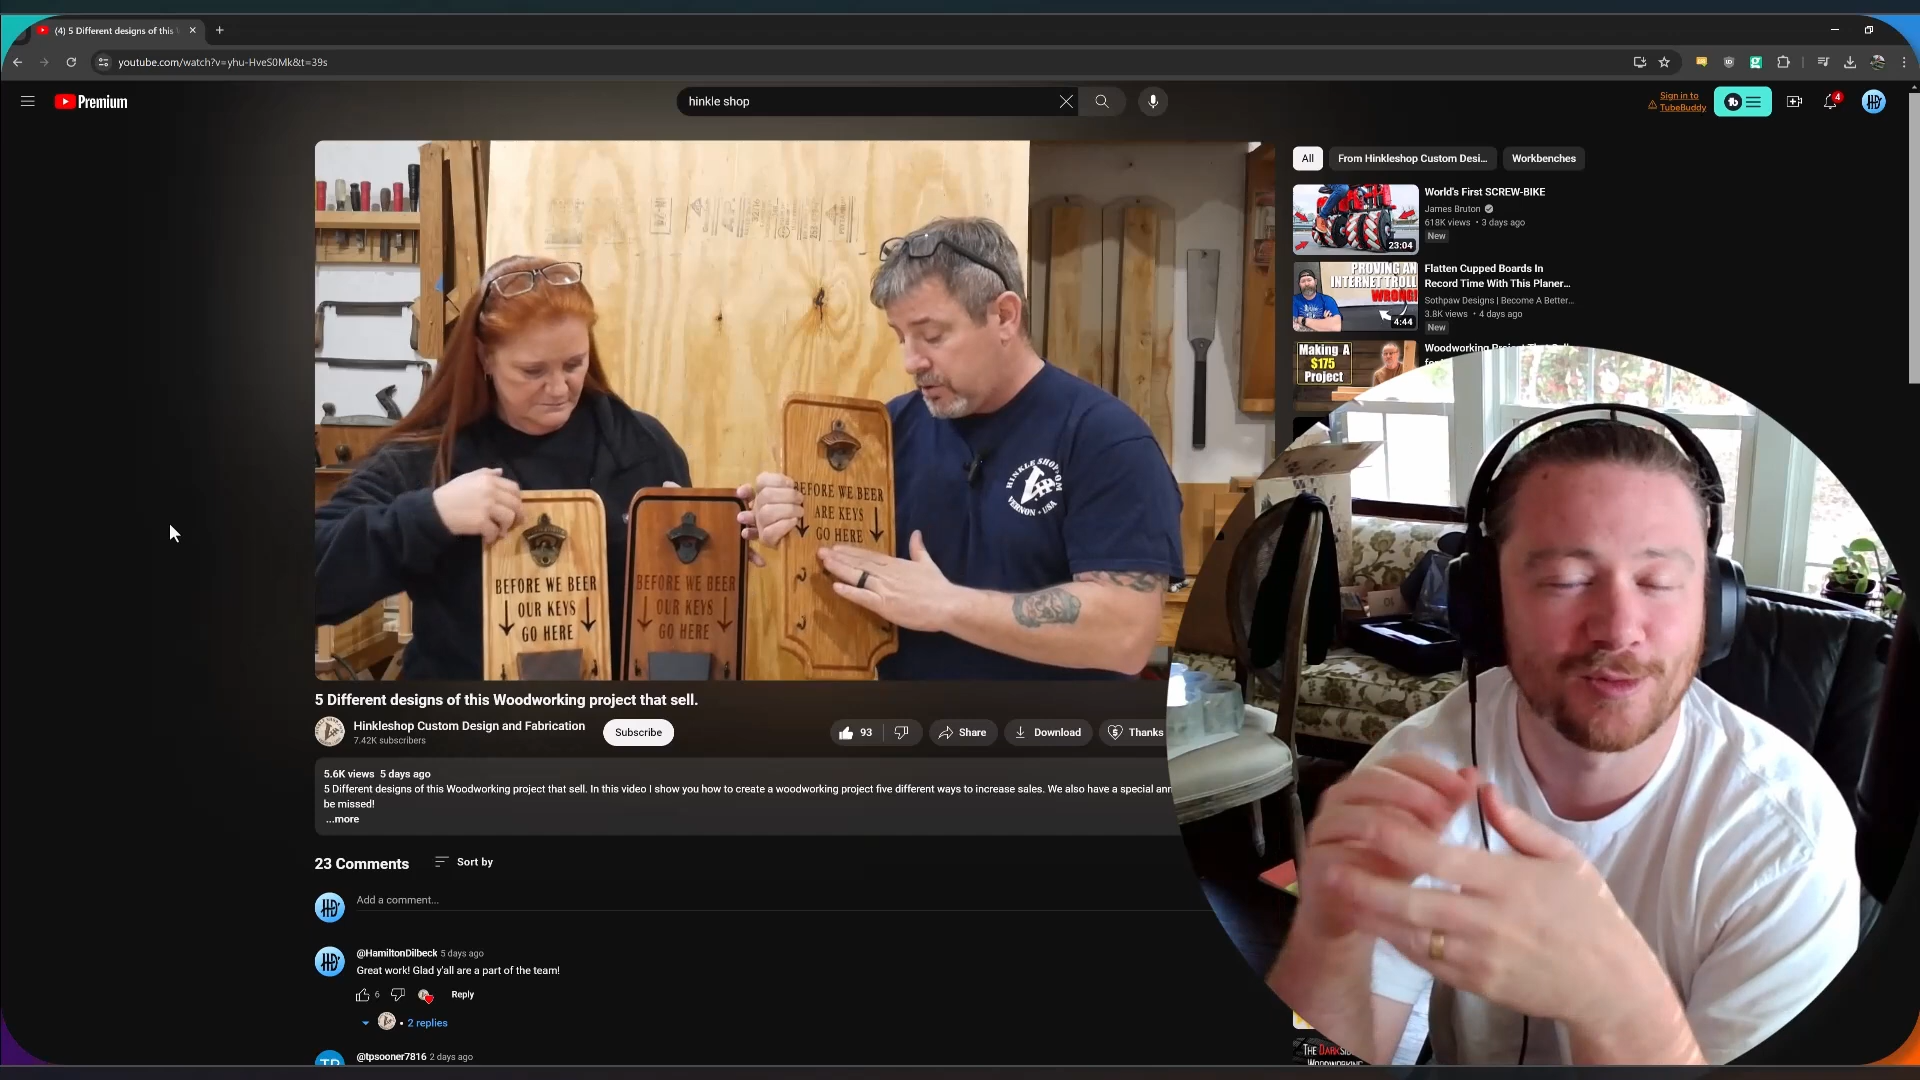 (4) 5 Different designs of this
youtube.com/watch?v=yhu-HveS0Mk&t=39s
Premium
hinkle shop
Sign in to
TubeBuddy
4
All
From Hinkleshop Custom Desi...
Workbenches
World's First SCREW-BIKE
James Bruton
618K views • 3 days ago
New
23:04
PROVING AN
INTERNET TROLL
WRONG!
4:44
Flatten Cupped Boards In
Record Time With This Planer...
Sothpaw Designs | Become A Better...
3.8K views • 4 days ago
New
Making A
$175
Project
BEFORE WE BEER
OUR KEYS
GO HERE
BEFORE WE BEER
OUR KEYS
GO HERE
BEFORE WE BEER
ARE KEYS
GO HERE
HINKLE SHOP.COM
VERNON • USA
5 Different designs of this Woodworking project that sell.
Hinkleshop Custom Design and Fabrication
7.42K subscribers
Subscribe
93
Share
Download
Thanks
5.6K views 5 days ago
5 Different designs of this Woodworking project that sell. In this video I show you how to create a woodworking project five different ways to increase sales. We also have a special
be missed!
...more
23 Comments
Sort by
Add a comment...
@HamiltonDilbeck 5 days ago
Great work! Glad y'all are a part of the team!
6
Reply
• 2 replies
@tpsooner7816 2 days ago
THE DARK
WOODWORKING